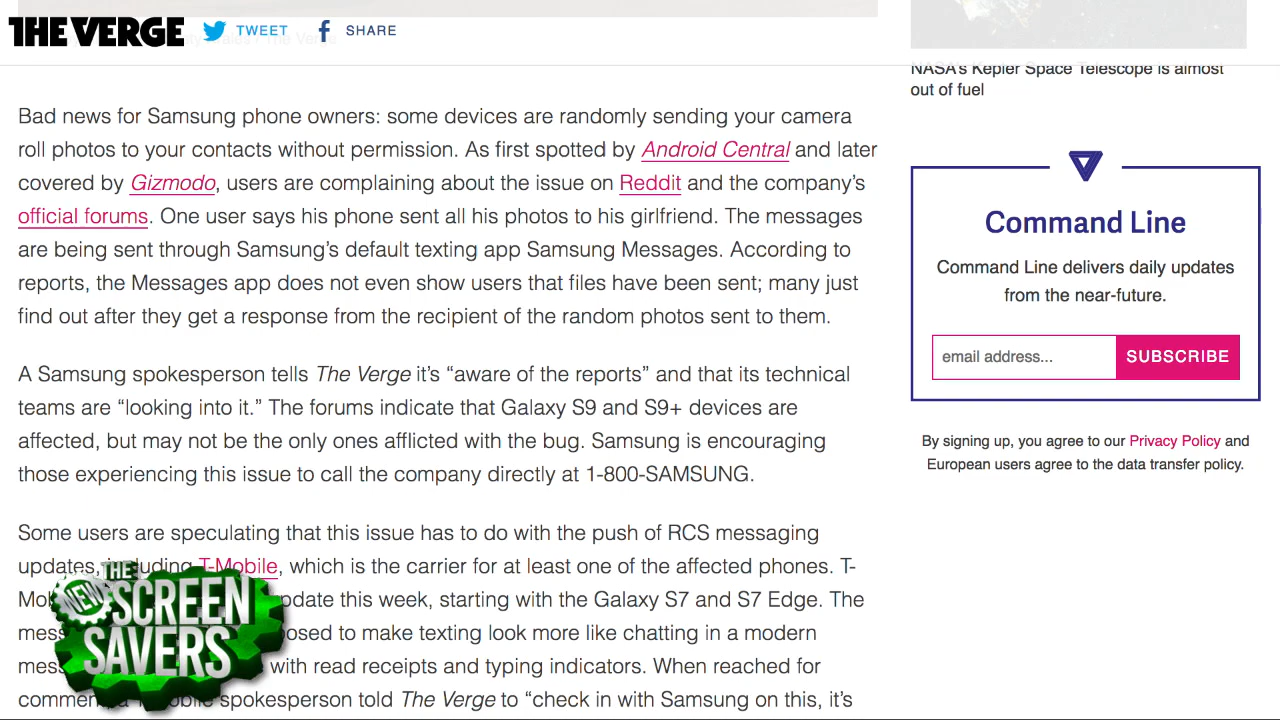 THE VERGE TWEET SHARE
NASA's Kepler Space Telescope is almost
out of fuel
Bad news for Samsung phone owners: some devices are randomly sending your camera
roll photos to your contacts without permission. As first spotted by Android Central and later
covered by Gizmodo, users are complaining about the issue on Reddit and the company's
official forums. One user says his phone sent all his photos to his girlfriend. The messages
are being sent through Samsung's default texting app Samsung Messages. According to
reports, the Messages app does not even show users that files have been sent; many just
find out after they get a response from the recipient of the random photos sent to them.
A Samsung spokesperson tells The Verge it's “aware of the reports” and that its technical
teams are “looking into it.” The forums indicate that Galaxy S9 and S9+ devices are
affected, but may not be the only ones afflicted with the bug. Samsung is encouraging
those experiencing this issue to call the company directly at 1-800-SAMSUNG.
Some users are speculating that this issue has to do with the push of RCS messaging
updates, T-Mobile, which is the carrier for at least one of the affected phones. T-
update this week, starting with the Galaxy S7 and S7 Edge. The
to make texting look more like chatting in a modern
with read receipts and typing indicators. When reached for
spokesperson told The Verge to “check in with Samsung on this, it's
Command Line
Command Line delivers daily updates
from the near-future.
email address... SUBSCRIBE
By signing up, you agree to our Privacy Policy and
European users agree to the data transfer policy.
THE
NEW SCREEN
SAVERS